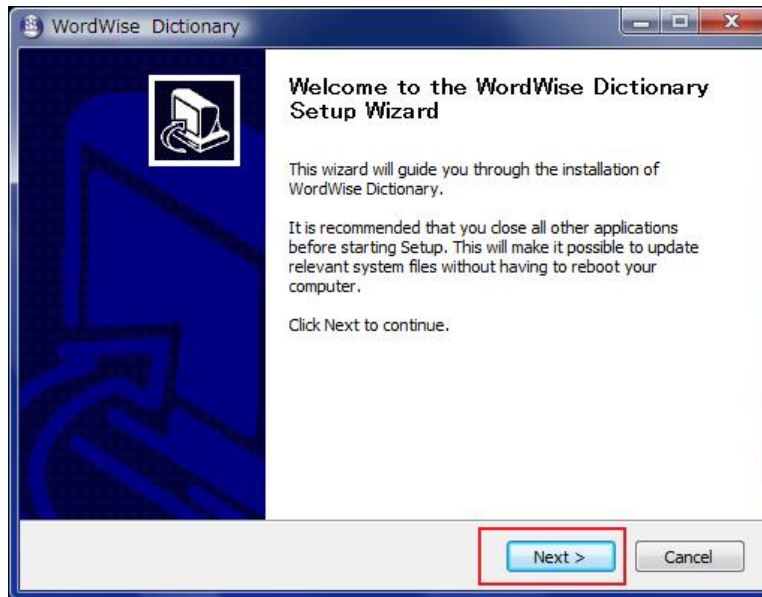 WordWise Dictionary
Welcome to the WordWise Dictionary
Setup Wizard
This wizard will guide you through the installation of
WordWise Dictionary.
It is recommended that you close all other applications
before starting Setup. This will make it possible to update
relevant system files without having to reboot your
computer.
Click Next to continue.
Next >
Cancel